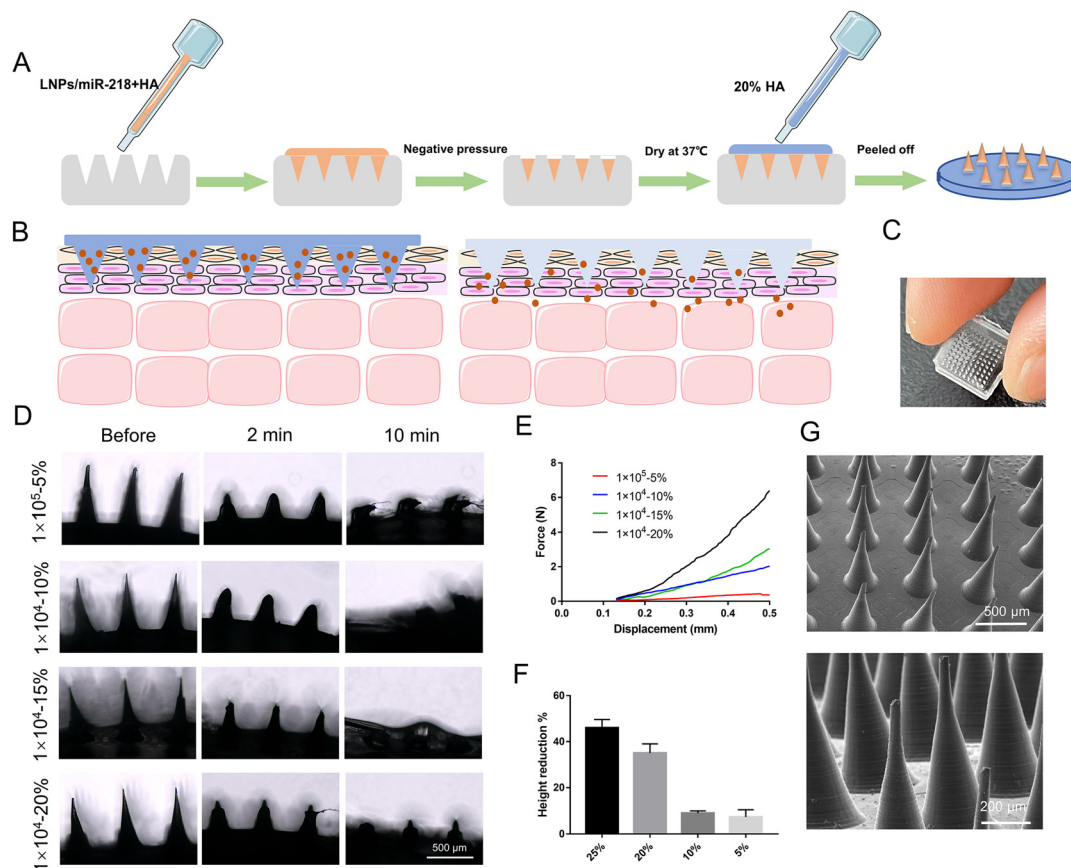 A
LNPs/miR-218+HA
20% HA
Negative pressure
Dry at 37℃
Peeled off
B
C
D
Before
2 min
10 min
1×10⁵-5%
1×10⁴-10%
1×10⁴-15%
1×10⁴-20%
500 μm
E
8
6
4
2
0
Force (N)
1×10⁵-5%
1×10⁴-10%
1×10⁴-15%
1×10⁴-20%
0.0
0.1
0.2
0.3
0.4
0.5
Displacement (mm)
F
60
40
20
0
Height reduction %
25%
20%
10%
5%
G
500 μm
200 μm